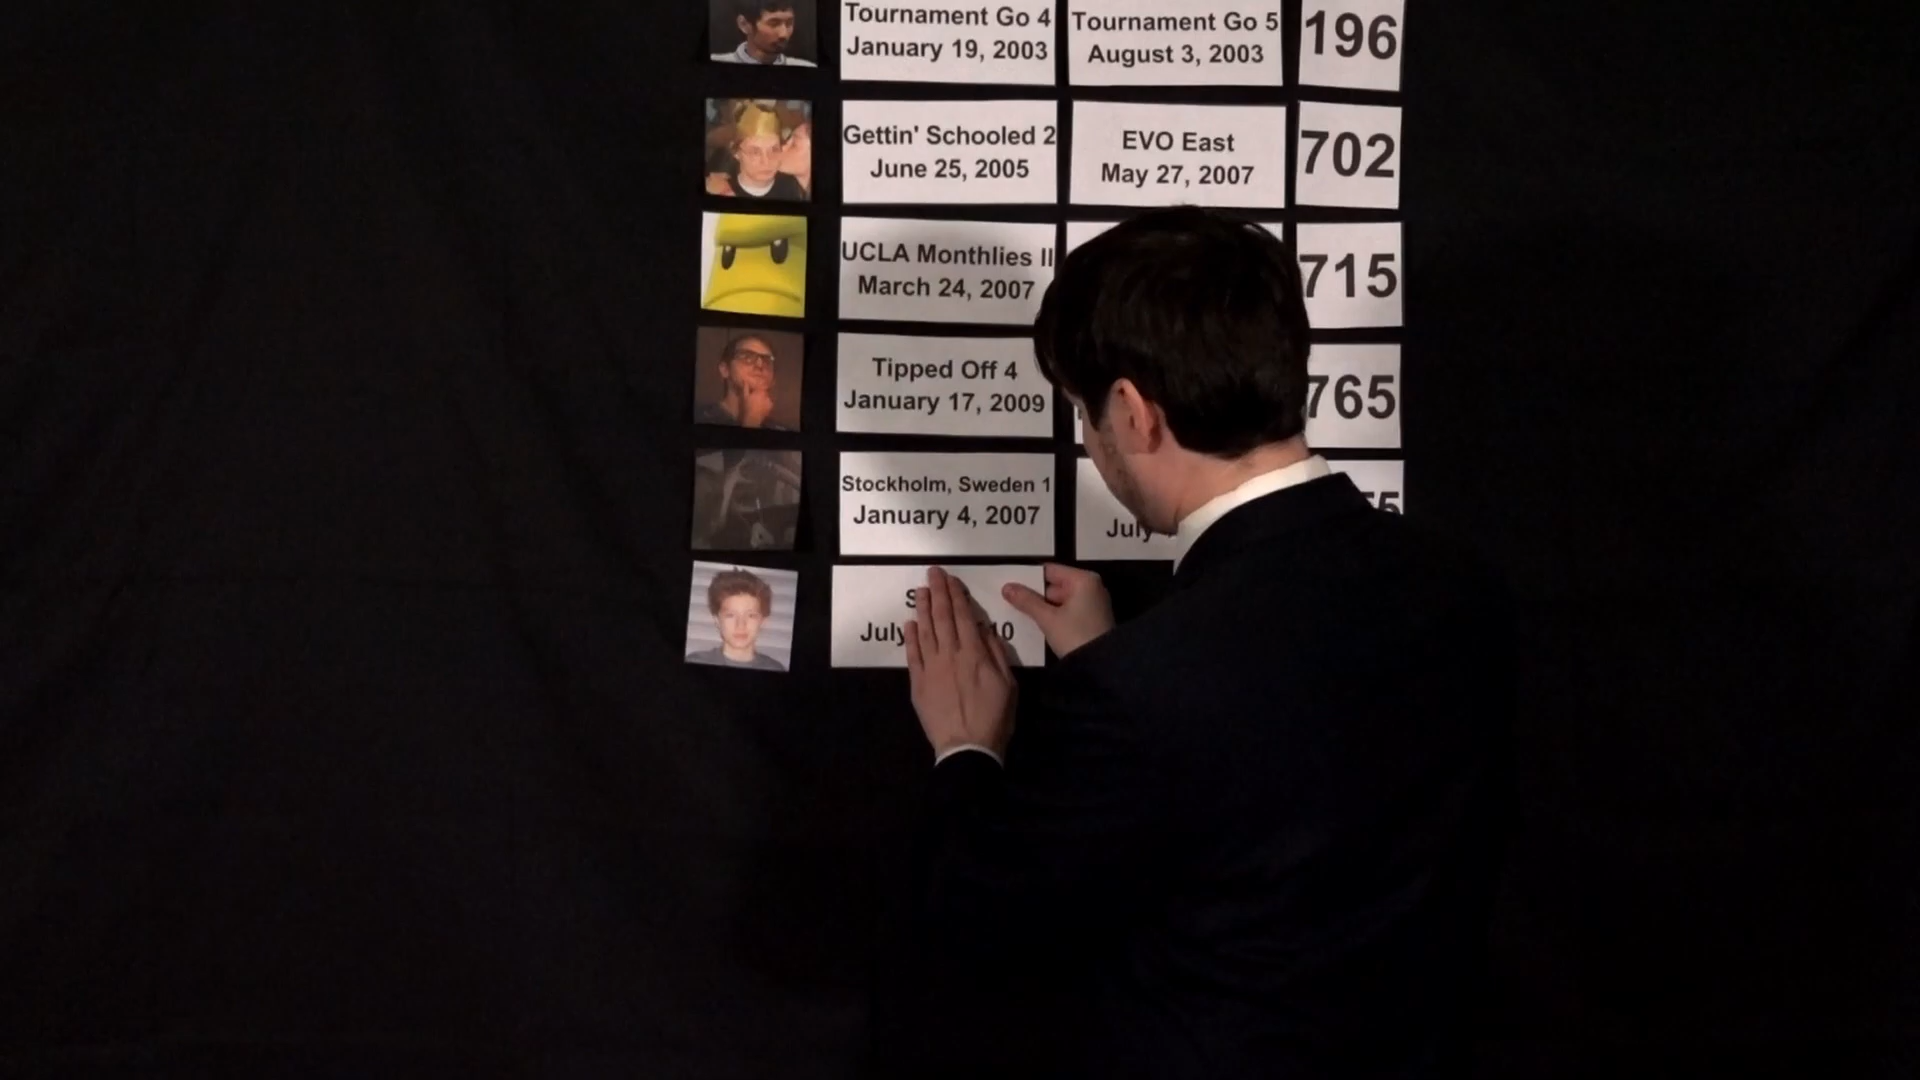 Tournament Go 4
January 19, 2003
Tournament Go 5
August 3, 2003
196
Gettin' Schooled 2
June 25, 2005
EVO East
May 27, 2007
702
UCLA Monthlies II
March 24, 2007
715
Tipped Off 4
January 17, 2009
765
Stockholm, Sweden 1
January 4, 2007
July
July